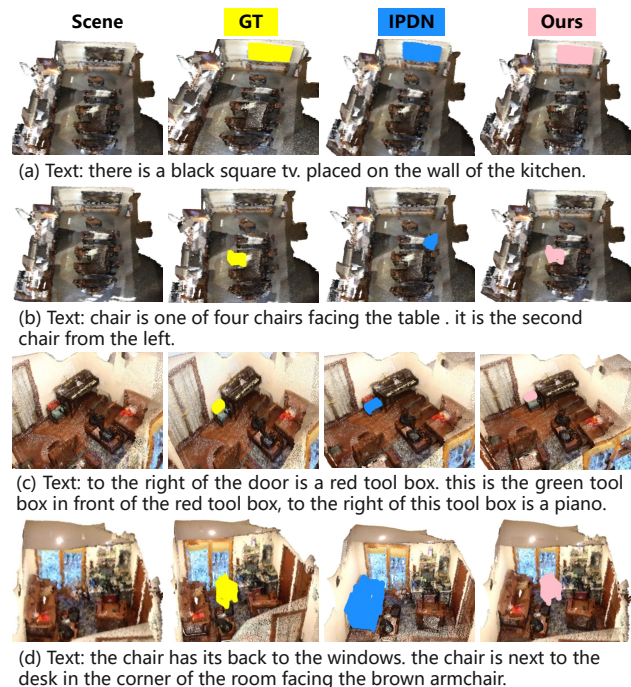 Scene GT IPDN Ours
(a) Text: there is a black square tv. placed on the wall of the kitchen.
(b) Text: chair is one of four chairs facing the table . it is the second
chair from the left.
(c) Text: to the right of the door is a red tool box. this is the green tool
box in front of the red tool box, to the right of this tool box is a piano.
(d) Text: the chair has its back to the windows. the chair is next to the
desk in the corner of the room facing the brown armchair.